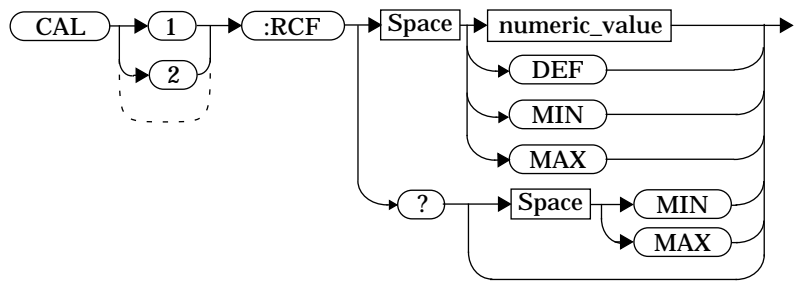 CAL 1 :RCF Space numeric_value
2 DEF
MIN
MAX
? Space MIN
MAX